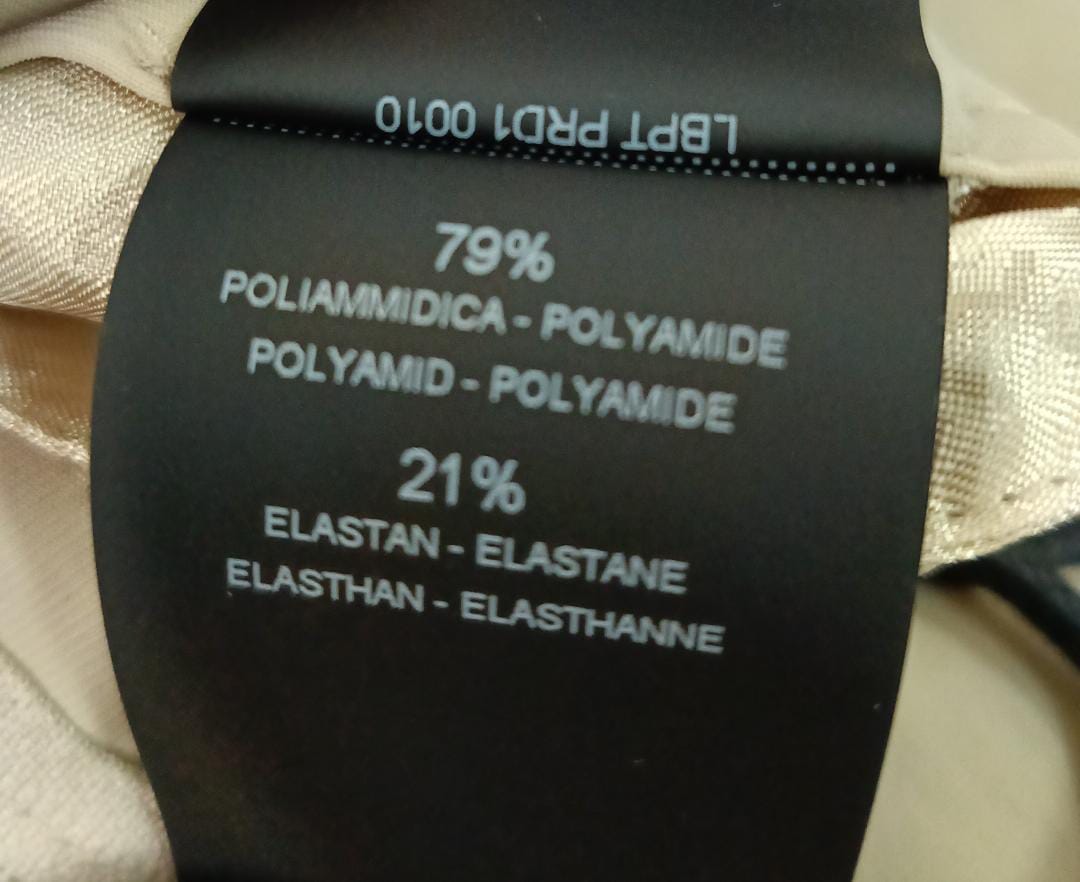 LBPT PRD1 0010
79%
POLIAMMIDICA - POLYAMIDE
POLYAMID - POLYAMIDE
21%
ELASTAN - ELASTANE
ELASTHAN - ELASTHANNE